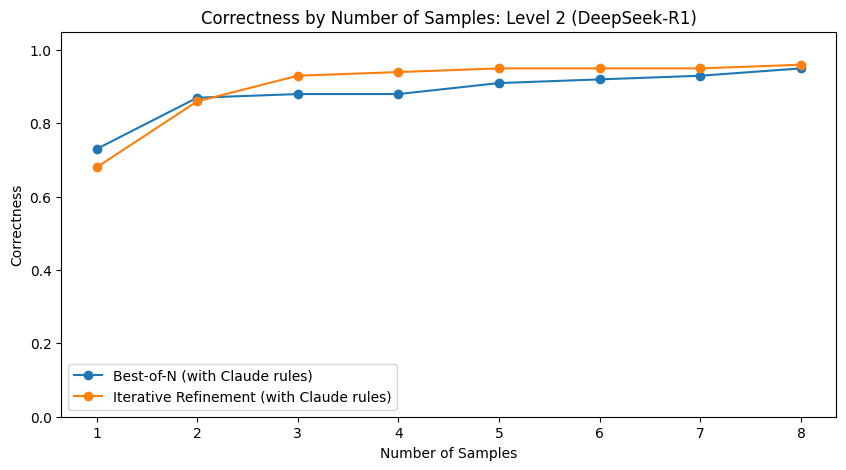 Correctness by Number of Samples: Level 2 (DeepSeek-R1)
1.0
0.8
0.6
0.4
0.2
0.0
Correctness
Best-of-N (with Claude rules)
Iterative Refinement (with Claude rules)
1 2 3 4 5 6 7 8
Number of Samples